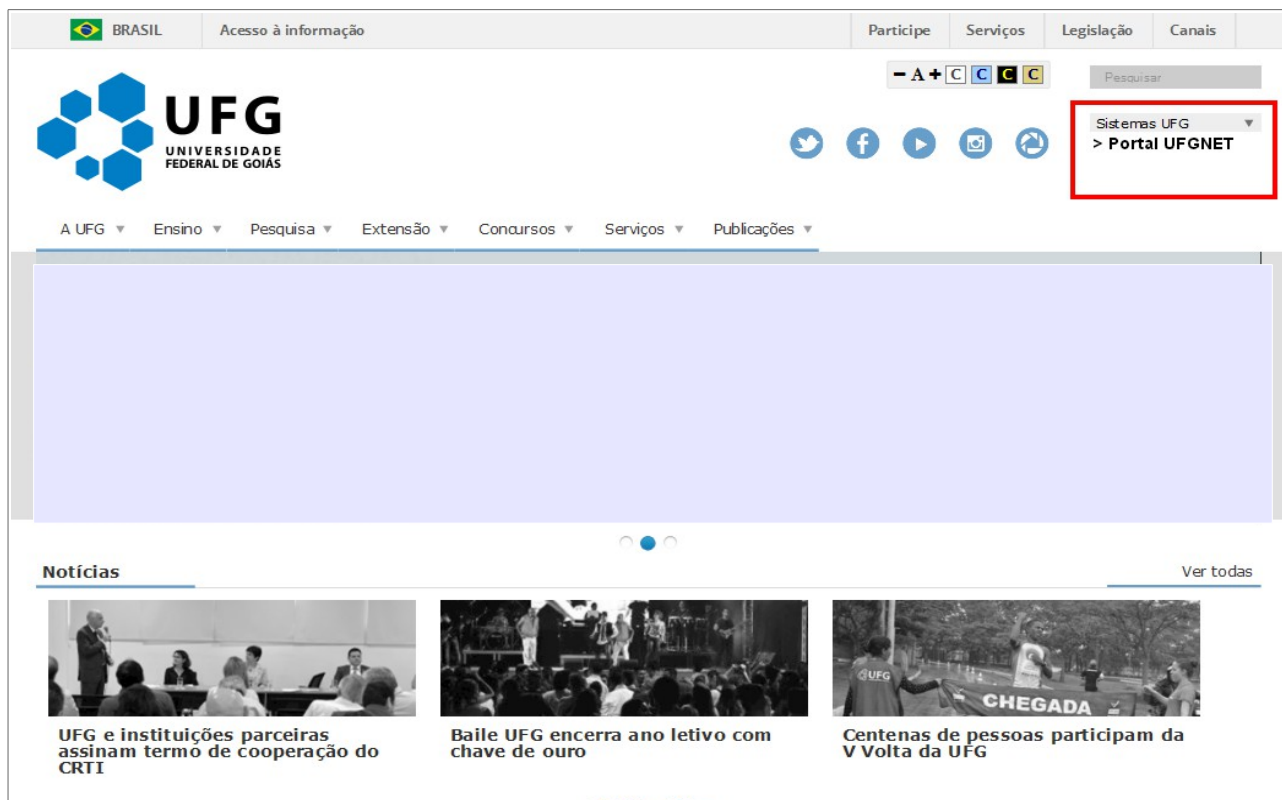 BRASIL Acesso à informação Participe Serviços Legislação Canais
- A + C C C C Pesquisar
UFG
UNIVERSIDADE
FEDERAL DE GOIÁS
Sistemas UFG
> Portal UFGNET
A UFG Ensino Pesquisa Extensão Concursos Serviços Publicações
Notícias Ver todas
UFG
CHEGADA
UFG e instituições parceiras
assinam termo de cooperação do
CRTI
Baile UFG encerra ano letivo com
chave de ouro
Centenas de pessoas participam da
V Volta da UFG